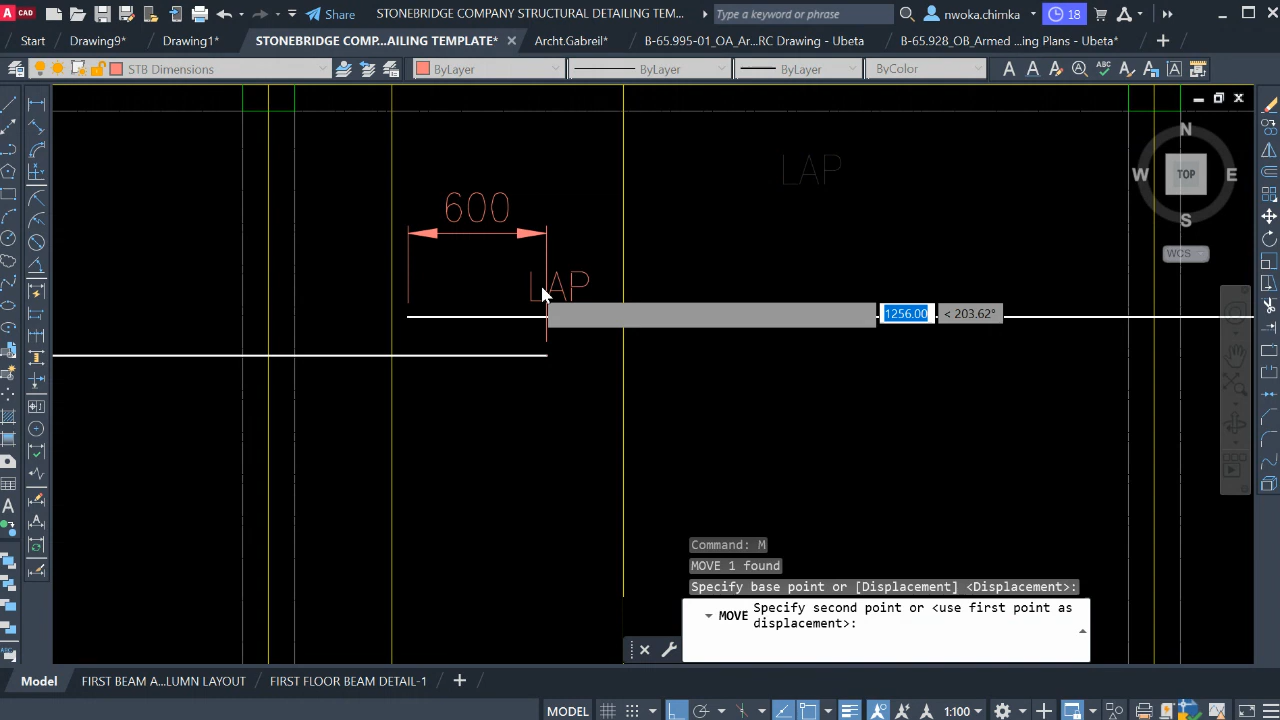 CAD
Share
STONEBRIDGE COMPANY STRUCTURAL DETAILING TEM...
Type a keyword or phrase
nwoka.chimka
18
Start
Drawing9*
Drawing1*
STONEBRIDGE COMP...AILING TEMPLATE*
Archt.Gabreil*
B-65.995-01_OA_Ar...RC Drawing - Ubeta
B-65.928_OB_Armed ...ing Plans - Ubeta*
STB Dimensions
ByLayer
ByLayer
ByLayer
ByColor
N
W
TOP
E
S
WCS
LAP
600
LAP
1256.00
< 203.62°
Command: M
MOVE 1 found
Specify base point or [Displacement] <Displacement>:
MOVE Specify second point or <use first point as
displacement>:
Model
FIRST BEAM A...LUMN LAYOUT
FIRST FLOOR BEAM DETAIL-1
MODEL
1:100